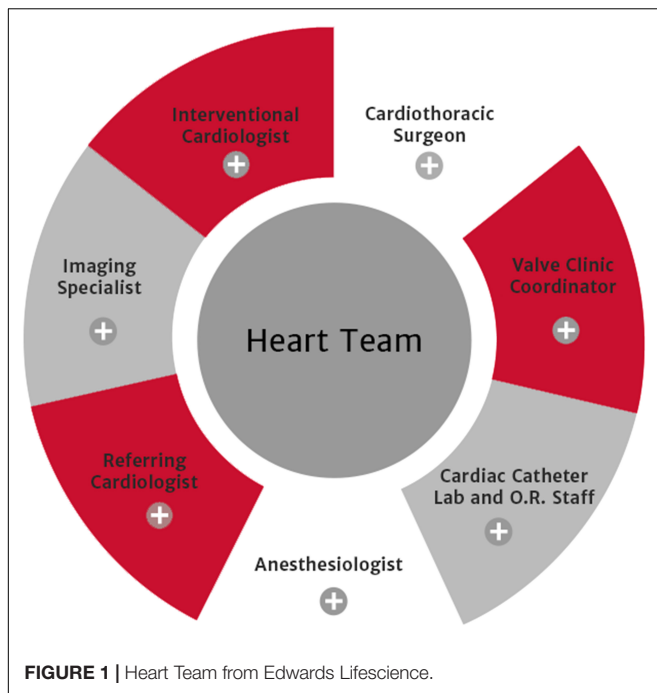 Interventional
Cardiologist
Cardiothoracic
Surgeon
Imaging
Specialist
Valve Clinic
Coordinator
Heart Team
Referring
Cardiologist
Cardiac Catheter
Lab and O.R. Staff
Anesthesiologist
FIGURE 1 | Heart Team from Edwards Lifescience.